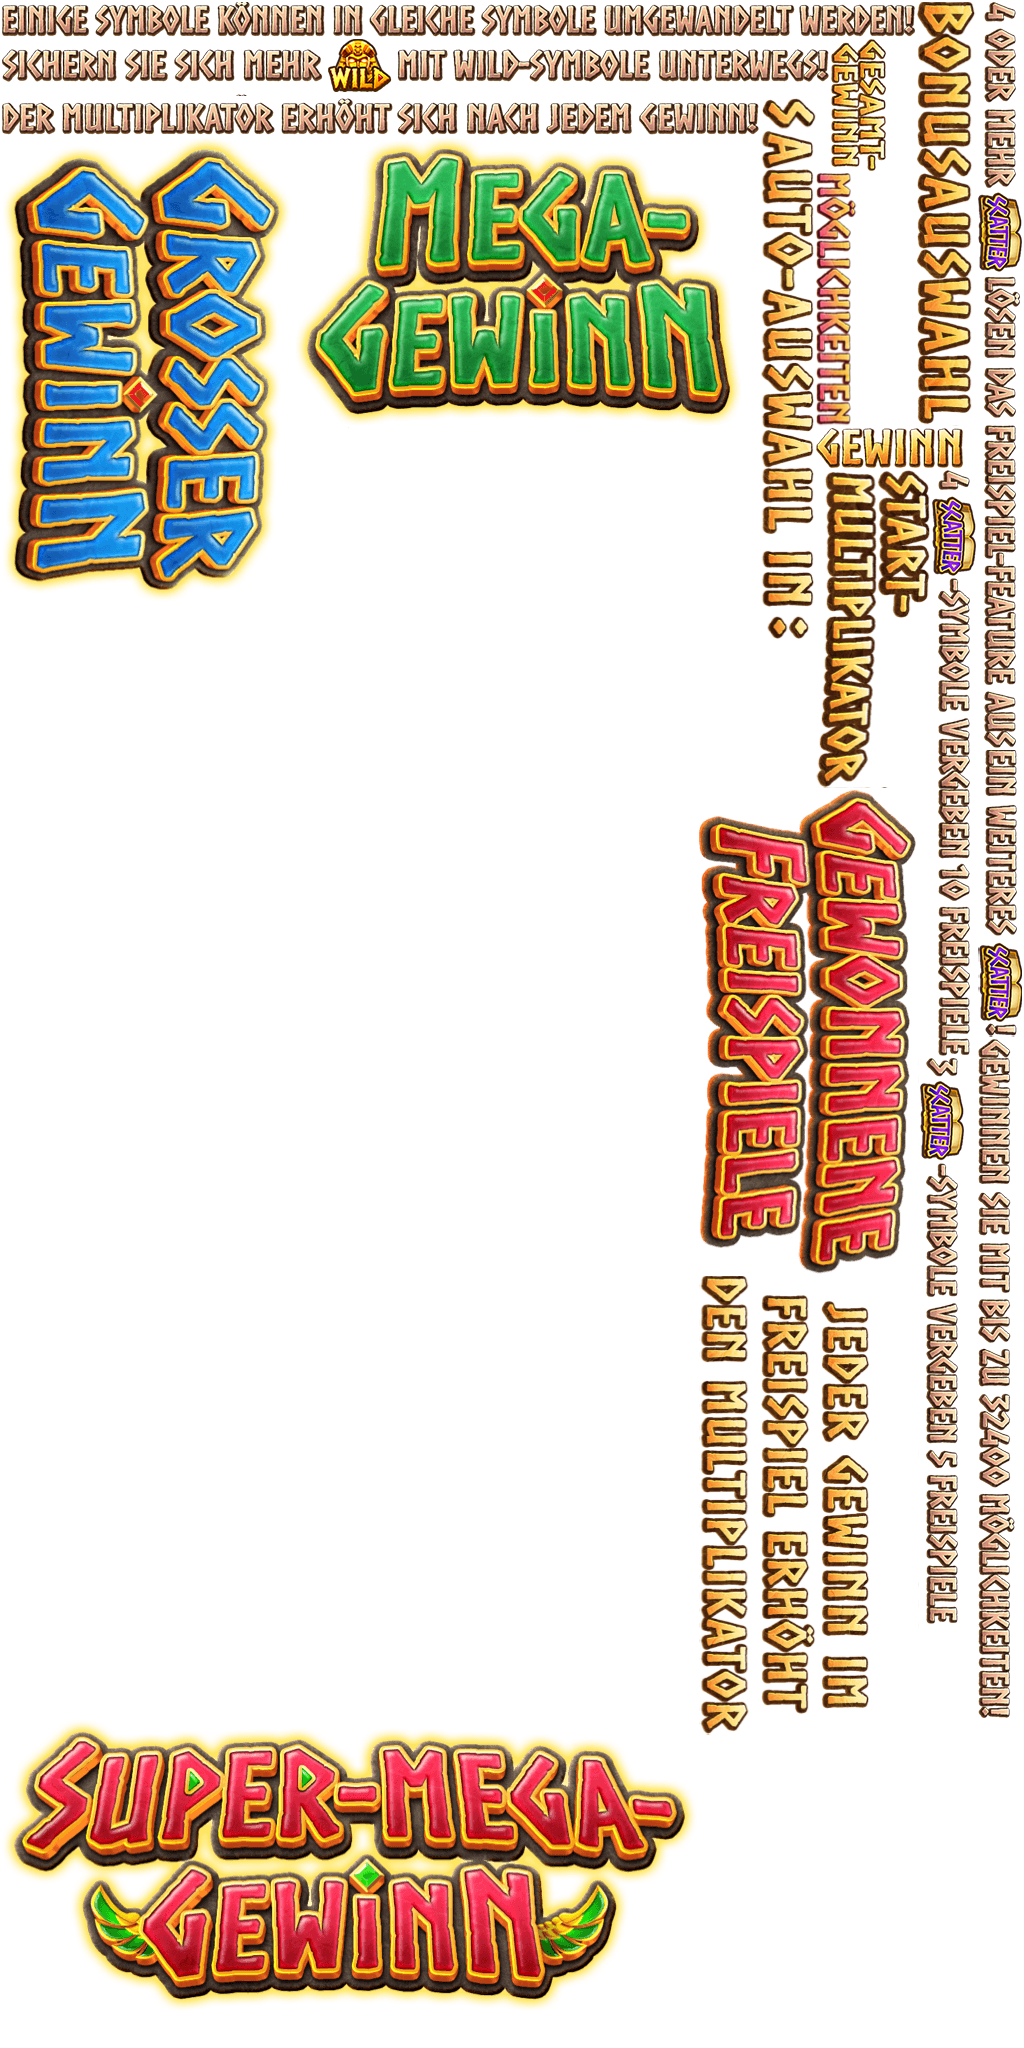 EINIGE SYMBOLE KÖNNEN IN GLEICHE SYMBOLE UMGEWANDELT WERDEN!
SICHERN SIE SICH MEHR WILD MIT WILD-SYMBOLE UNTERWEGS!
DER MULTIPLIKATOR ERHÖHT SICH NACH JEDEM GEWINN!
GROSSER
GEWINN
MEGA-
GEWINN
SAUTO-AUSWAHL IN:
GESAMT-
GEWINN
MÖGLICHKEITEN
BONUSAUSWAHL
GEWINN
START-
MULTIPLIKATOR
4 ODER MEHR SCATTER LÖSEN DAS FREISPIEL-FEATURE AUSEIN WEITERES SCATTER! GEWINNNEN SIE MIT BIS ZU 32400 MÖGLICHKEITEN!
4 SCATTER -SYMBOLE VERGEBEN 10 FREISPIELE 3 SCATTER -SYMBOLE VERGEBEN 5 FREISPIELE
GEWONNENE
FREISPIELE
JEDER GEWINN IM
FREISPIEL ERHÖHT
DEN MULTIPLIKATOR
SUPER-MEGA-
GEWINN